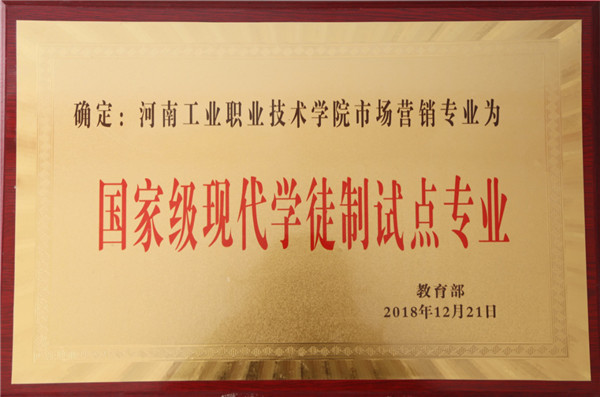 确定：河南工业职业技术学院市场营销专业为
国家级现代学徒制试点专业
教育部
2018年12月21日